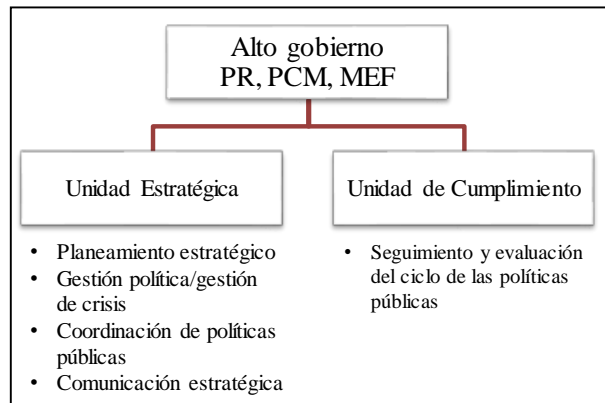 Alto gobierno
PR, PCM, MEF
Unidad Estratégica
• Planeamiento estratégico
• Gestión política/gestión
de crisis
• Coordinación de políticas
públicas
• Comunicación estratégica
Unidad de Cumplimiento
• Seguimiento y evaluación
del ciclo de las políticas
públicas